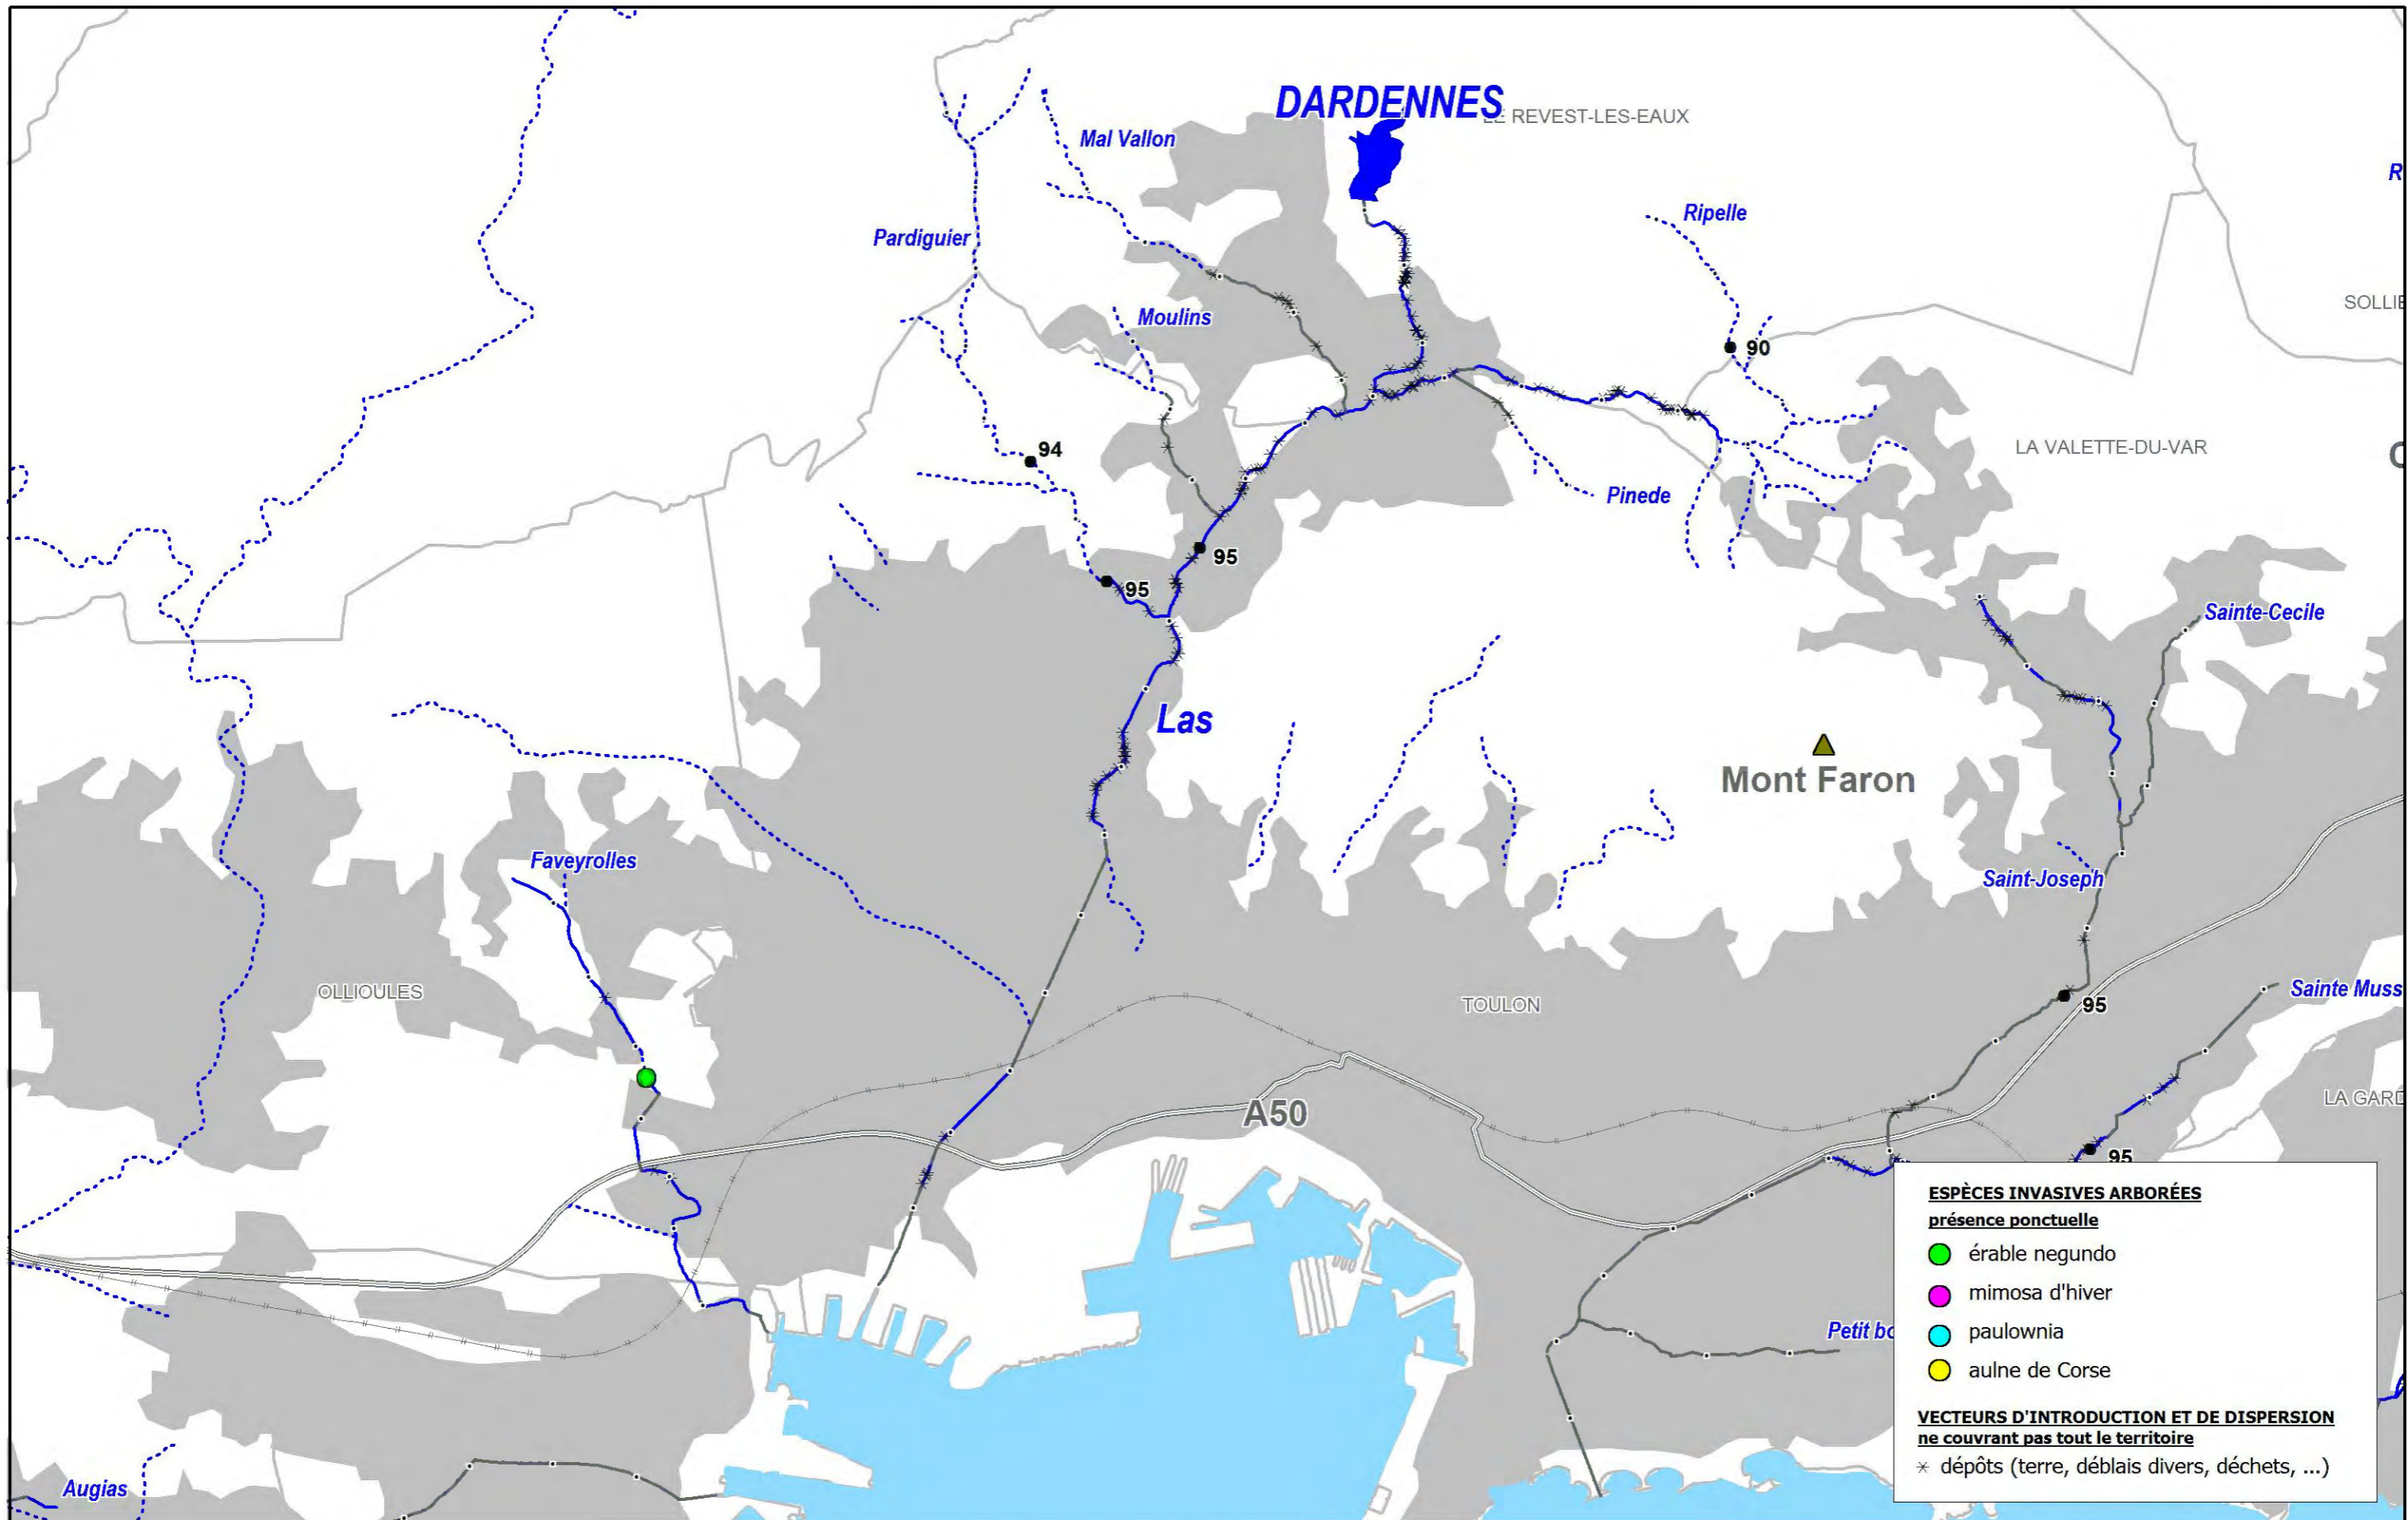 DARDENNES
LE REVEST-LES-EAUX
Mal Vallon
R
Ripelle
Pardiguier
SOLLIE
Moulins
90
94
LA VALETTE-DU-VAR
C
Pinede
95
95
Sainte-Cecile
Las
Mont Faron
Faveyrolles
Saint-Joseph
OLLIOULES
TOULON
Sainte Muss
95
LA GARD
A50
95
Petit bo
Augias
ESPÈCES INVASIVES ARBORÉES
présence ponctuelle
érable negundo
mimosa d'hiver
paulownia
aulne de Corse
VECTEURS D'INTRODUCTION ET DE DISPERSION
ne couvrant pas tout le territoire
dépôts (terre, déblais divers, déchets, ...)